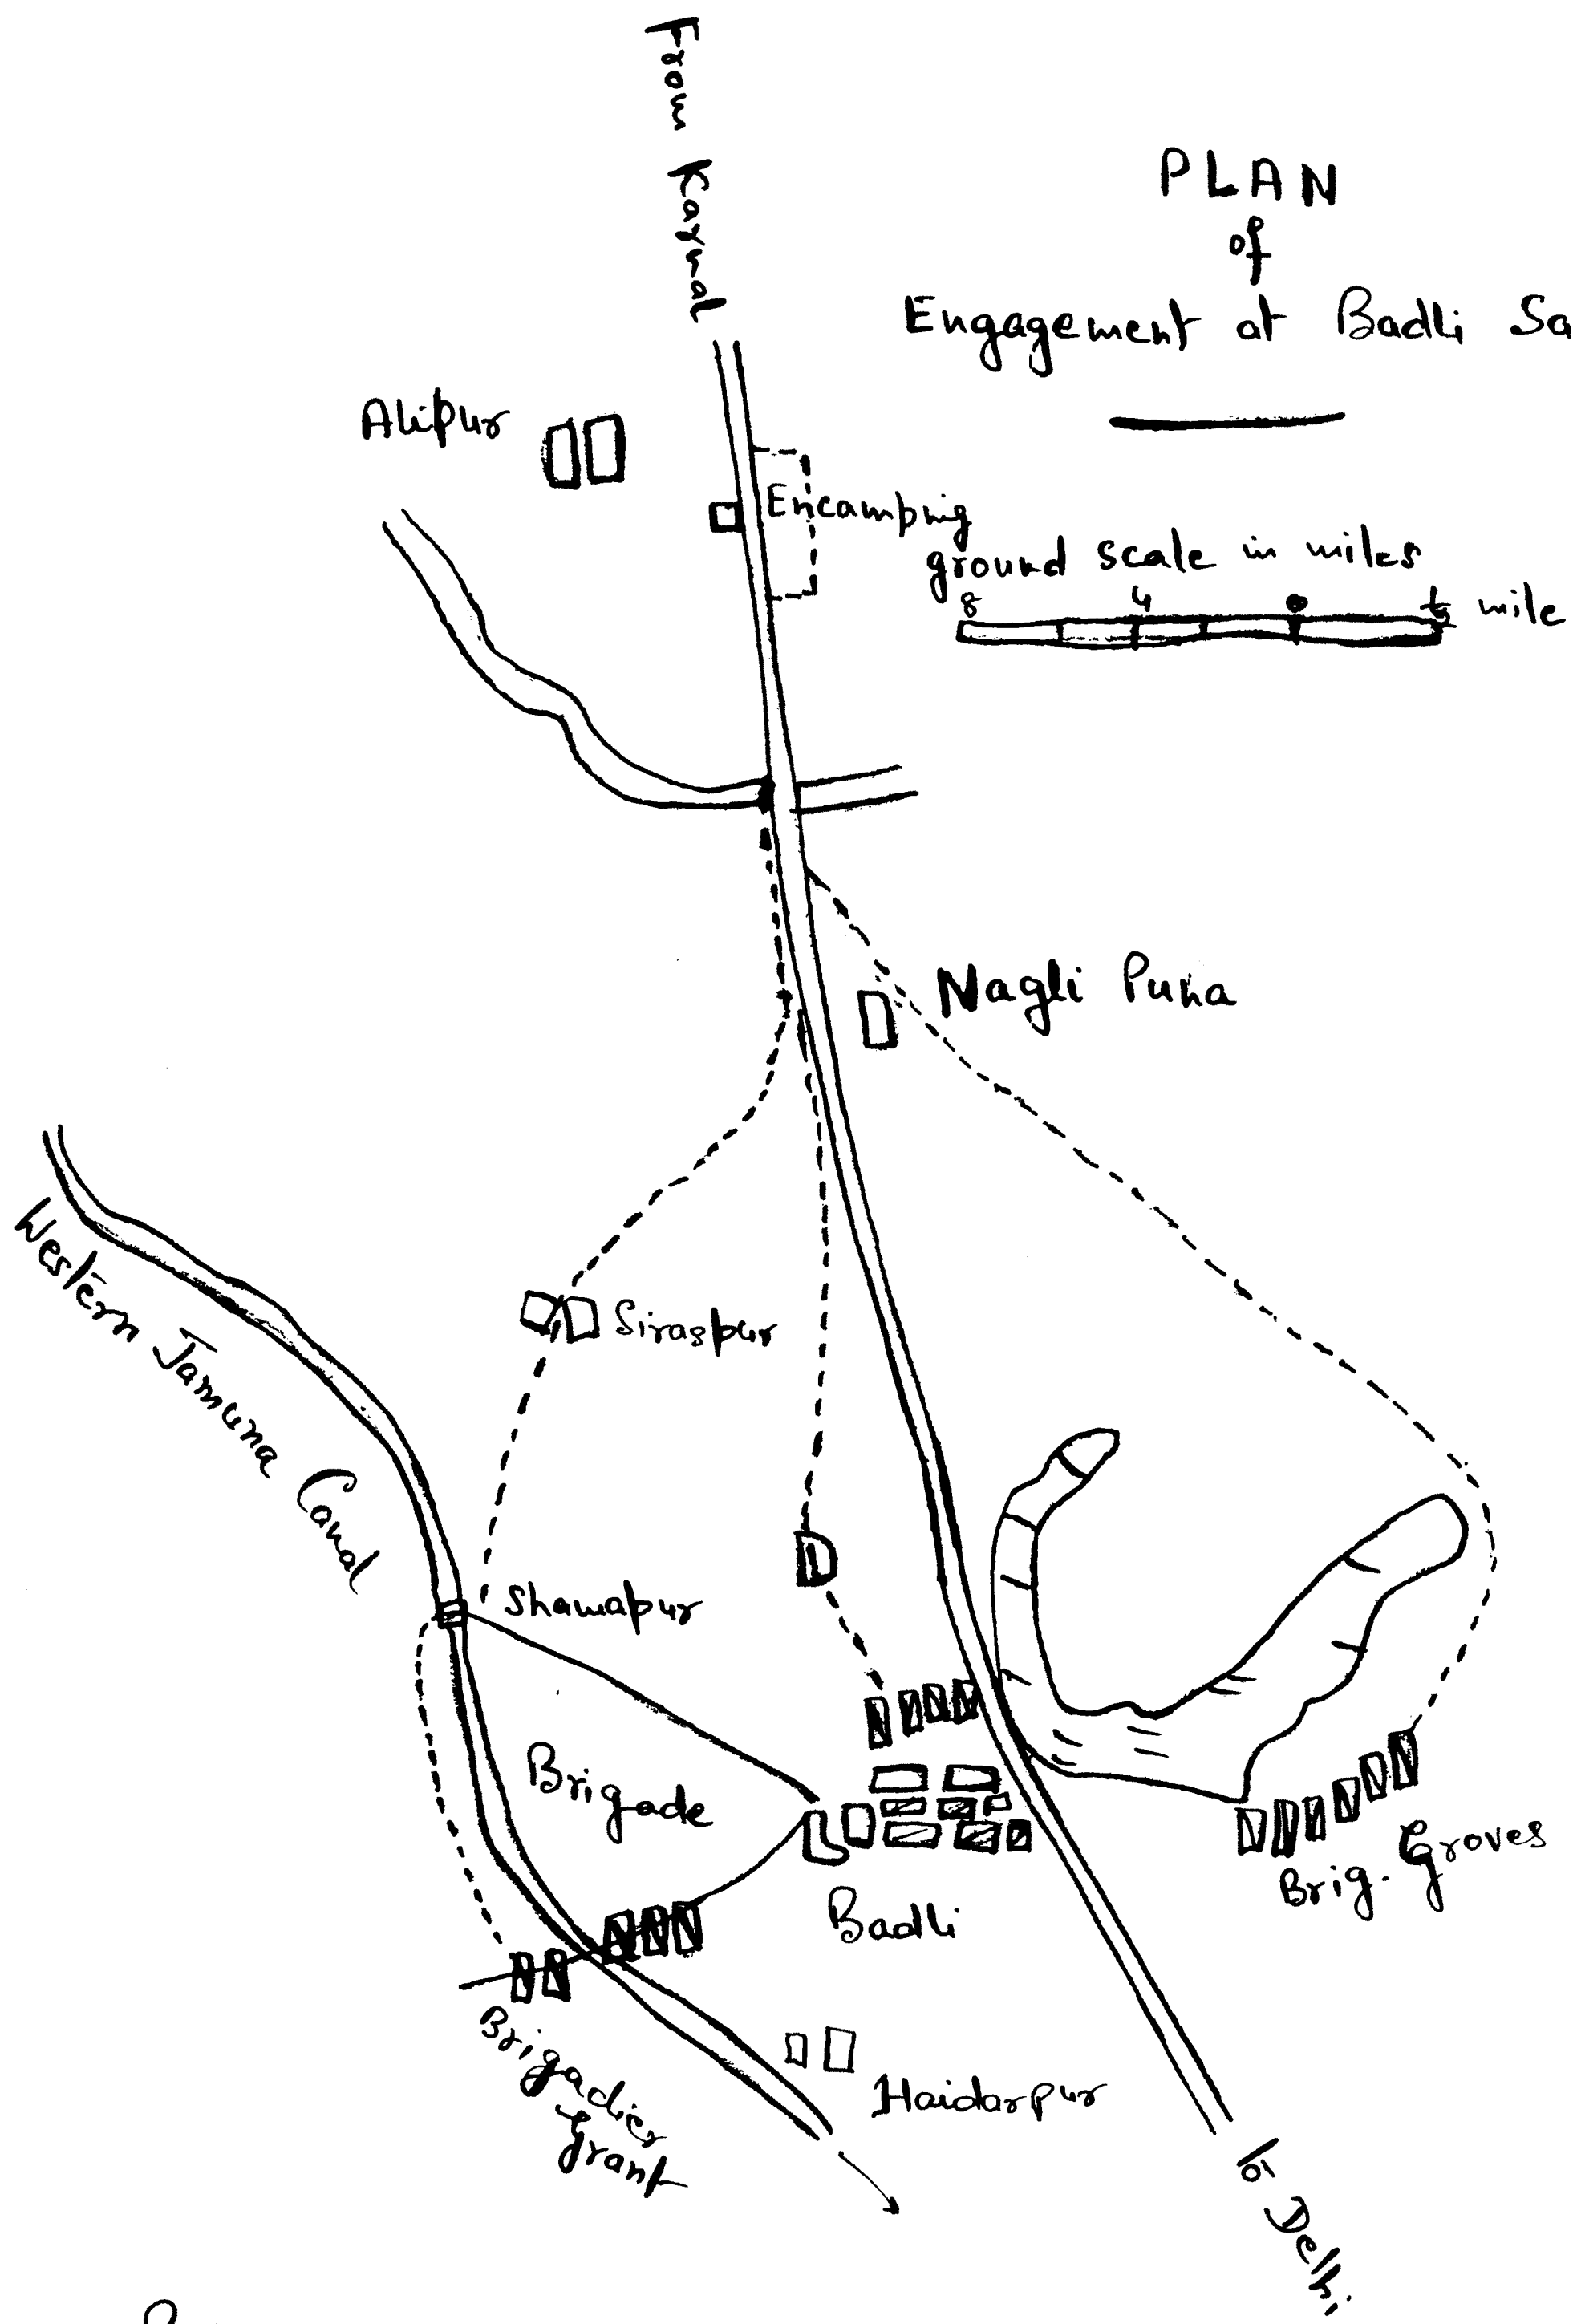 From Karnal
PLAN
of
Engagement at Badli Sa
Alipur
Encamping
ground scale in miles
8 4 0 ½ mile
Nagli Puna
Western Jamuna Canal
Siraspur
Shamapur
Brigade
Brig. Groves
Badli
Brigadier
Grant
Haidarpur
to Delhi